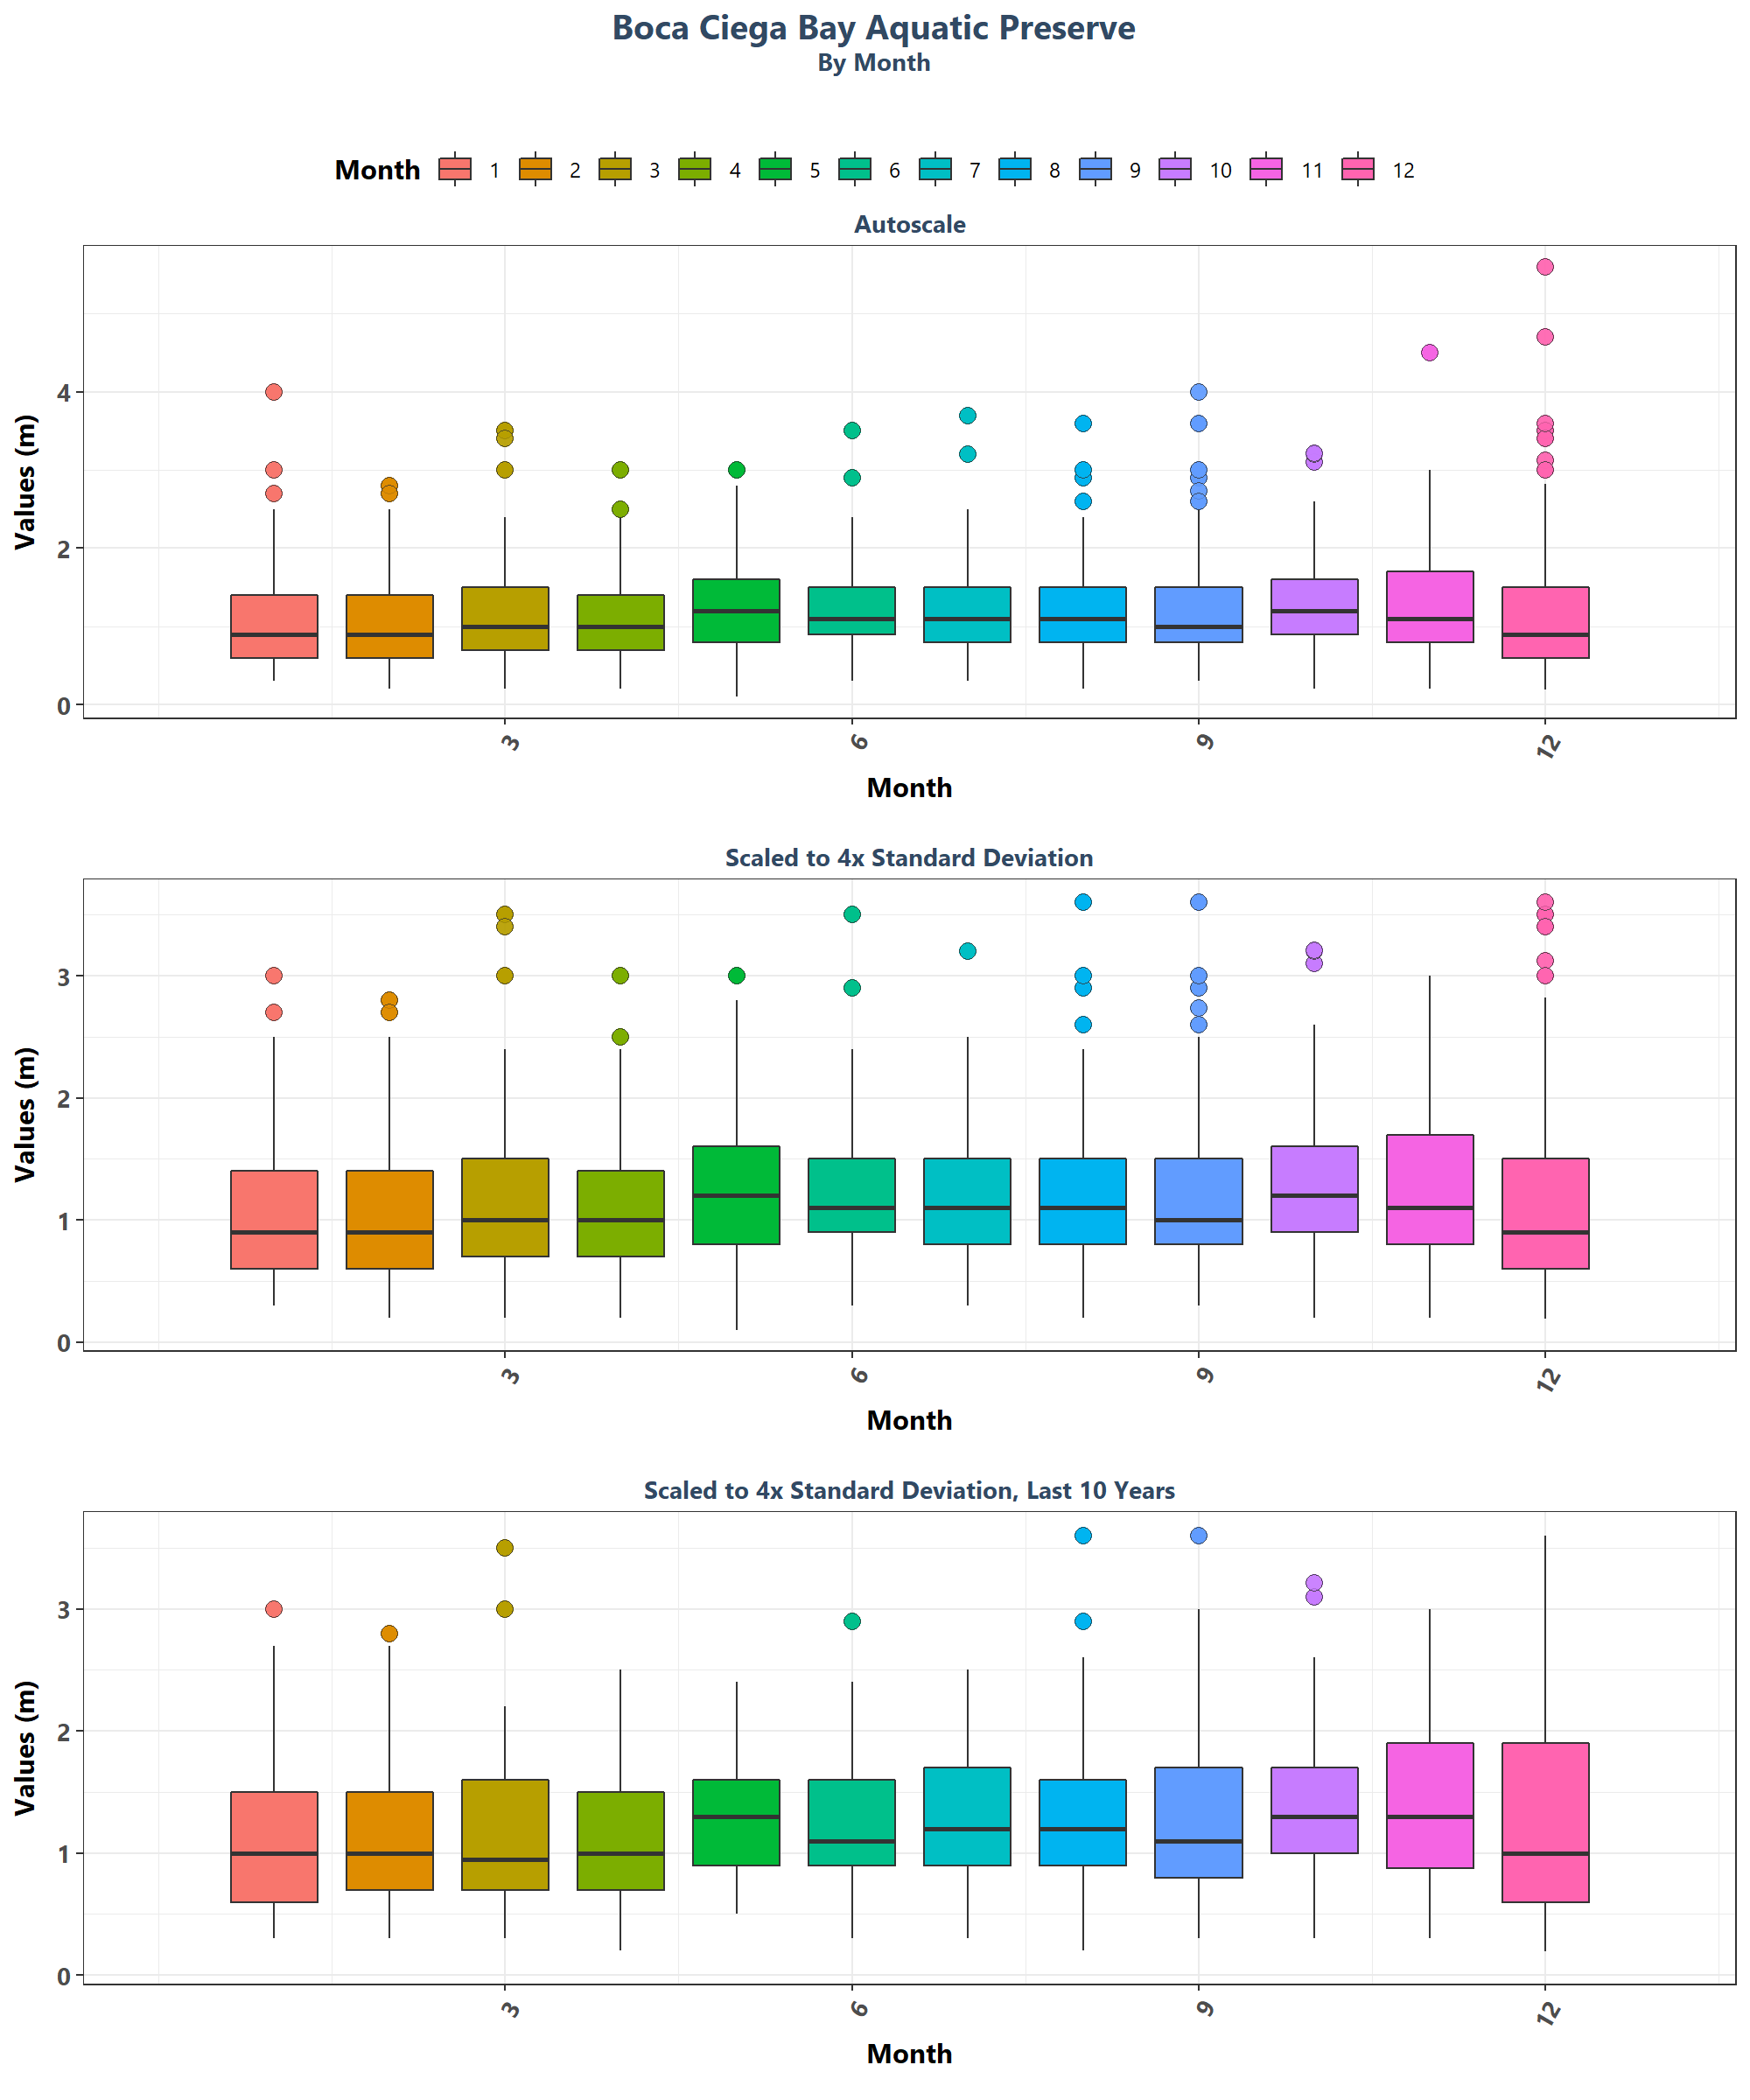 Boca Ciega Bay Aquatic Preserve
By Month
Month 1 2 3 4 5 6 7 8 9 10 11 12
Autoscale
Values (m)
4
2
0
3 6 9 12
Month
Scaled to 4x Standard Deviation
Values (m)
3
2
1
0
3 6 9 12
Month
Scaled to 4x Standard Deviation, Last 10 Years
Values (m)
3
2
1
0
3 6 9 12
Month